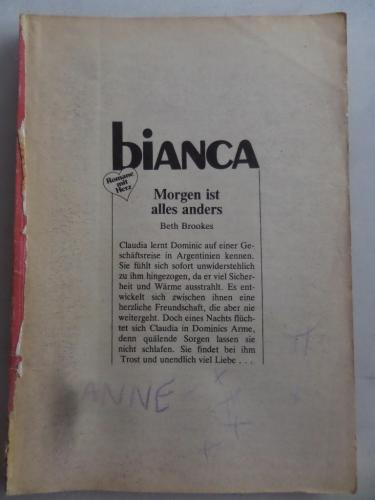 bianca
Romane
mit
Herz
Morgen ist
alles anders
Beth Brookes
Claudia lernt Dominic auf einer Ge-
schäftsreise in Argentinien kennen.
Sie fühlt sich sofort unwiderstehlich
zu ihm hingezogen, da er viel Sicher-
heit und Wärme ausstrahlt. Es ent-
wickelt sich zwischen ihnen eine
herzliche Freundschaft, die aber nie
weitergeht. Doch eines Nachts flüch-
tet sich Claudia in Dominics Arme,
denn quälende Sorgen lassen sie
nicht schlafen. Sie findet bei ihm
Trost und unendlich viel Liebe . . .
ANNE